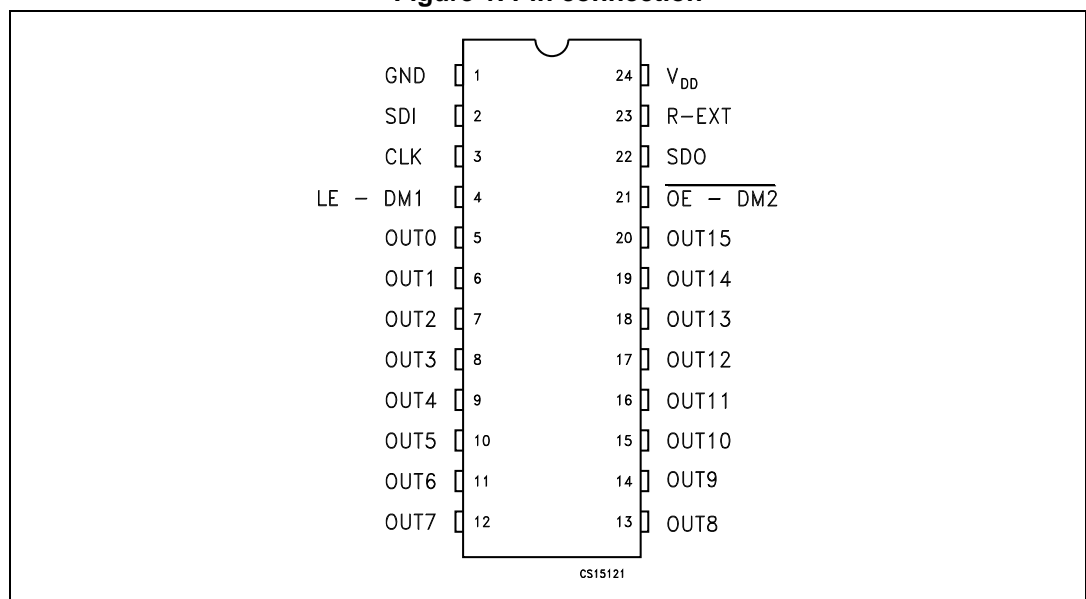 Figure 1. Pin connection
GND 1 24 V_DD
SDI 2 23 R-EXT
CLK 3 22 SDO
LE - DM1 4 21 OE - DM2
OUT0 5 20 OUT15
OUT1 6 19 OUT14
OUT2 7 18 OUT13
OUT3 8 17 OUT12
OUT4 9 16 OUT11
OUT5 10 15 OUT10
OUT6 11 14 OUT9
OUT7 12 13 OUT8
CS15121